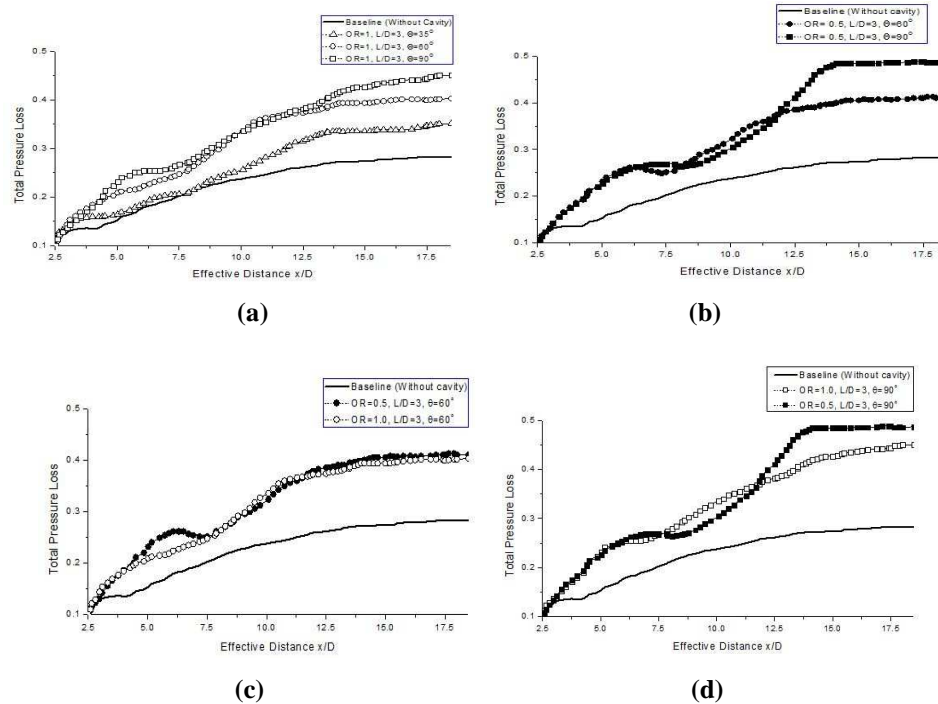 Baseline (Without Cavity)
OR=1, L/D=3, Θ=35°
OR=1, L/D=3, Θ=60°
OR=1, L/D=3, Θ=90°
0.5
0.4
0.3
0.2
0.1
Total Pressure Loss
2.5 5.0 7.5 10.0 12.5 15.0 17.5
Effective Distance x/D
(a)
Baseline (Without cavity)
OR= 0.5, L/D=3, Θ=60°
OR= 0.5, L/D=3, Θ=90°
0.5
0.4
0.3
0.2
0.1
Total Pressure Loss
2.5 5.0 7.5 10.0 12.5 15.0 17.5
Effective Distance x/D
(b)
Baseline (Without cavity)
OR=0.5, L/D=3, θ=60°
OR=1.0, L/D=3, θ=60°
0.5
0.4
0.3
0.2
0.1
Total Pressure Loss
2.5 5.0 7.5 10.0 12.5 15.0 17.5
Effective Distance x/D
(c)
Baseline (Without cavity)
OR=1.0, L/D=3, θ=90°
OR=0.5, L/D=3, θ=90°
0.5
0.4
0.3
0.2
0.1
Total Pressure Loss
2.5 5.0 7.5 10.0 12.5 15.0 17.5
Effective Distance x/D
(d)